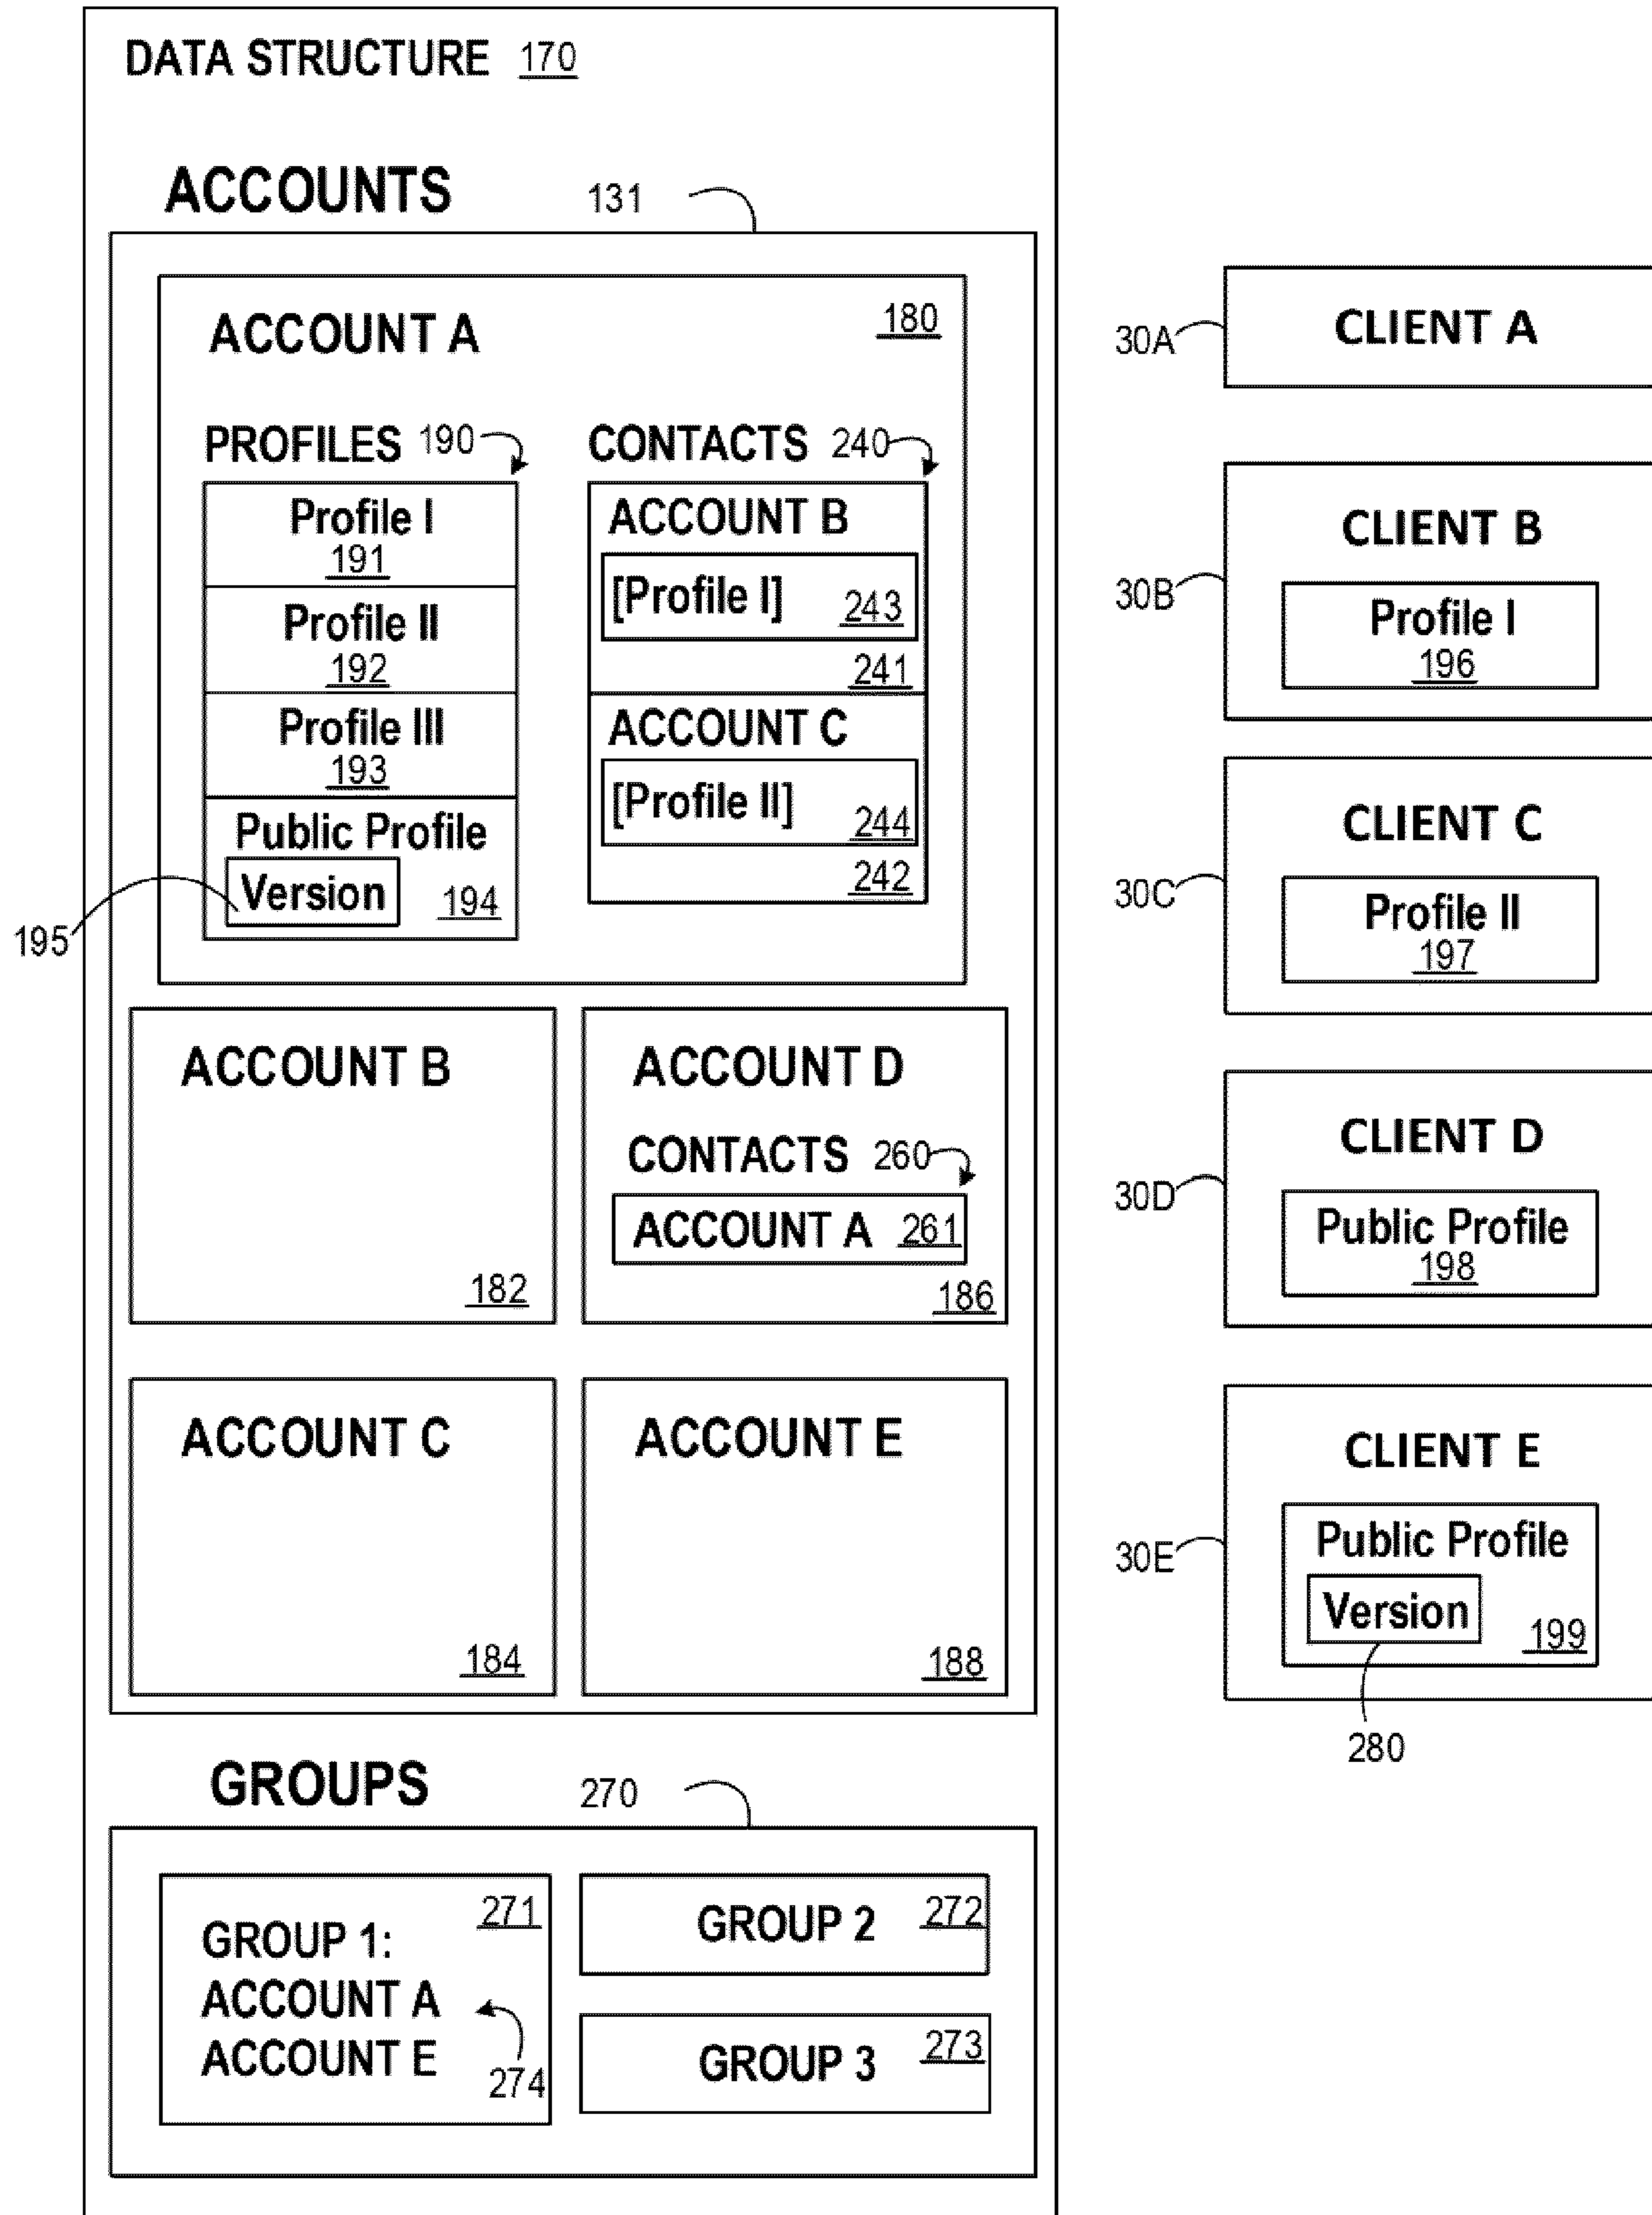 DATA STRUCTURE 170
ACCOUNTS 131
ACCOUNT A 180
PROFILES 190
Profile I
191
Profile II
192
Profile III
193
Public Profile
Version 194
195
CONTACTS 240
ACCOUNT B
[Profile I] 243
241
ACCOUNT C
[Profile II] 244
242
ACCOUNT B
182
ACCOUNT D
CONTACTS 260
ACCOUNT A 261
186
ACCOUNT C
184
ACCOUNT E
188
GROUPS 270
271
GROUP 1:
ACCOUNT A
ACCOUNT E
274
GROUP 2 272
GROUP 3 273
30A CLIENT A
CLIENT B
30B
Profile I
196
CLIENT C
30C
Profile II
197
CLIENT D
30D
Public Profile
198
CLIENT E
30E
Public Profile
Version 199
280